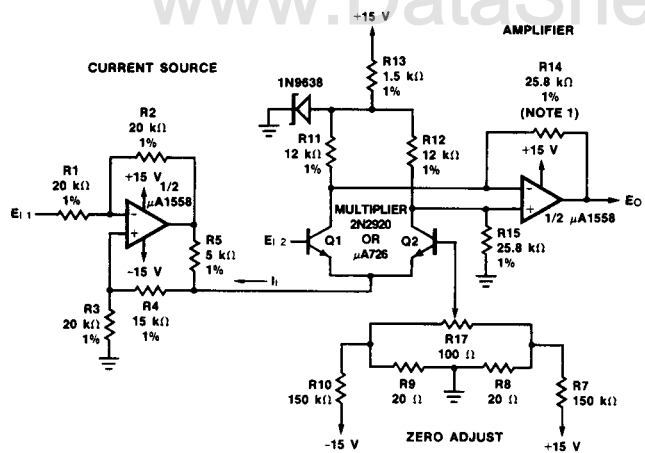 www.DataShe
+15 V
AMPLIFIER
CURRENT SOURCE
R13
1.5 kΩ
1%
R14
25.8 kΩ
1%
(NOTE 1)
1N9638
R2
20 kΩ
1%
R11
12 kΩ
1%
R12
12 kΩ
1%
+15 V
R1
20 kΩ
1%
+15 V
1/2
μA1558
-
+
-15 V
EI 1
R5
5 kΩ
1%
MULTIPLIER
2N2920
OR
μA726
EI 2
Q1
Q2
-
+
EO
1/2 μA1558
R15
25.8 kΩ
1%
II
R3
20 kΩ
1%
R4
15 kΩ
1%
R17
100 Ω
R10
150 kΩ
R9
20 Ω
R8
20 Ω
R7
150 kΩ
-15 V
ZERO ADJUST
+15 V